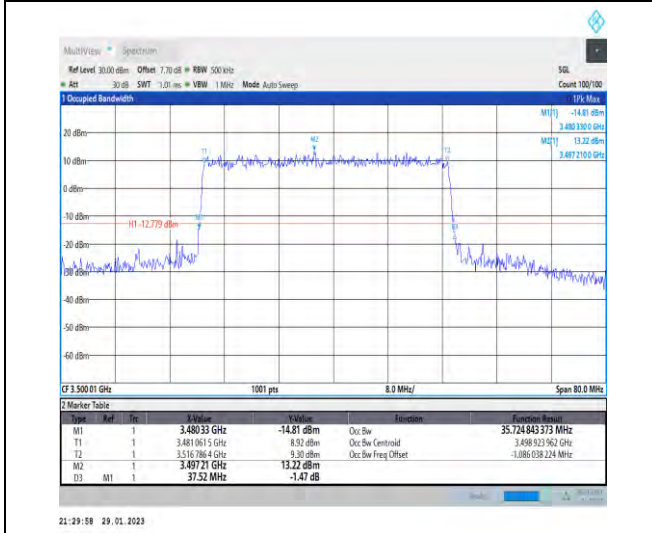 MultiView Spectrum
Ref Level 30.00 dBm Offset 7.70 dB RBW 500 kHz SGL
Att 30 dB SWT 1.01 ms VBW 1 MHz Mode Auto Sweep Count 100/100
1 Occupied Bandwidth 1Pk Max
M1[1] -14.81 dBm
3.480 330 0 GHz
20 dBm M2 M2[1] 13.22 dBm
T1 T2 3.497 210 0 GHz
10 dBm
0 dBm
-10 dBm
H1 -12.779 dBm M1
-20 dBm
-30 dBm
-40 dBm
-50 dBm
-60 dBm
CF 3.500 01 GHz 1001 pts 8.0 MHz/ Span 80.0 MHz
2 Marker Table
Type Ref Trc X-Value Y-Value Function Function Result
M1 1 3.480 33 GHz -14.81 dBm Occ Bw 35.724 843 373 MHz
T1 1 3.481 061 5 GHz 8.92 dBm Occ Bw Centroid 3.498 923 962 GHz
T2 1 3.516 786 4 GHz 9.30 dBm Occ Bw Freq Offset -1.086 038 224 MHz
M2 1 3.497 21 GHz 13.22 dBm
D3 M1 1 37.52 MHz -1.47 dB
21:29:58 29.01.2023